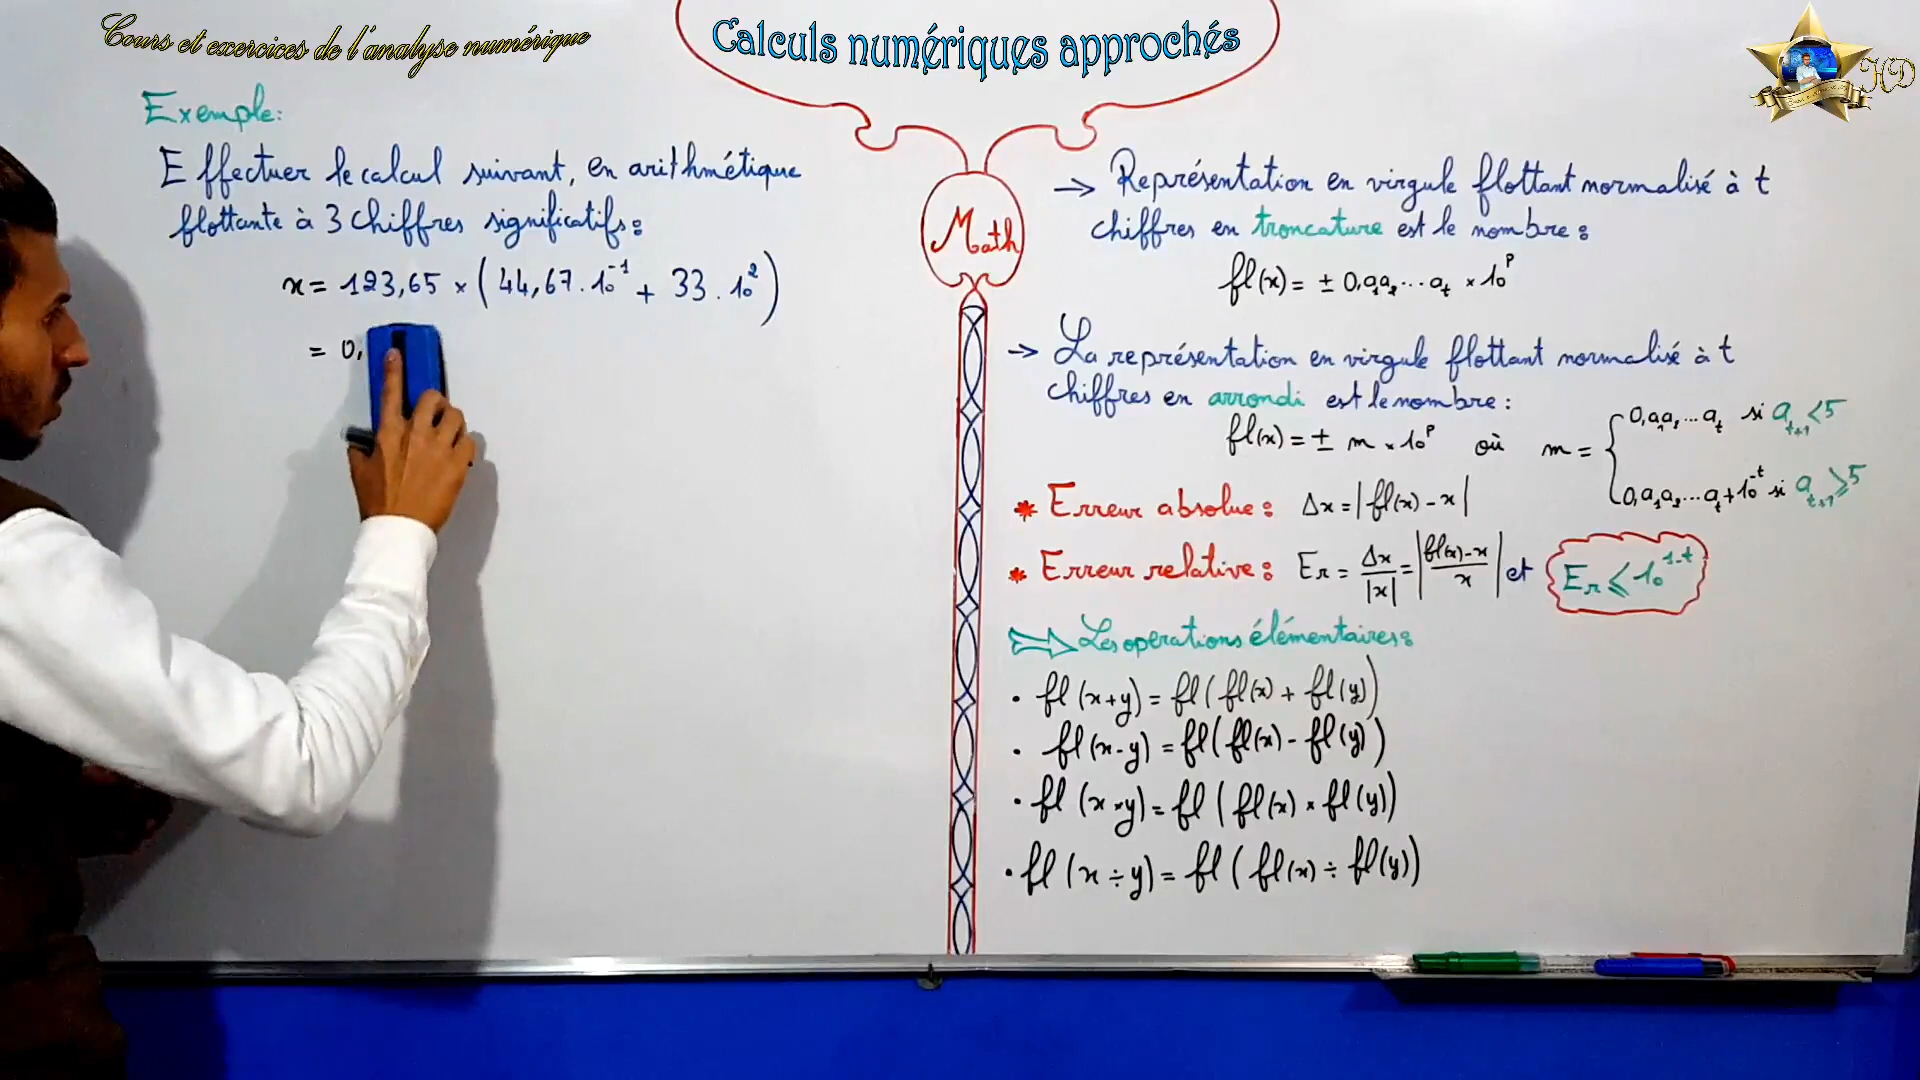 Cours et exercices de l'analyse numérique
Calculs numériques approchés
HD
Exemple:
Effectuer le calcul suivant, en arithmétique
flottante à 3 chiffres significatifs:
x = 123,65 × (44,67 . 10⁻¹ + 33 . 10²)
= 0,
Math
→ Représentation en virgule flottant normalisé à t
chiffres en troncature est le nombre:
fl(x) = ± 0,a₁a₂...aₜ × 10ᵖ
→ La représentation en virgule flottant normalisé à t
chiffres en arrondi est le nombre:
fl(x) = ± m × 10ᵖ où m = { 0,a₁a₂...aₜ si aₜ₊₁ < 5
0,a₁a₂...aₜ + 10⁻ᵗ si aₜ₊₁ ⩾ 5
* Erreur absolue: Δx = |fl(x) - x|
* Erreur relative: Er = Δx/|x| = |fl(x) - x / x| et Er ⩽ 10¹⁻ᵗ
⇒ Les operations élémentaires:
• fl(x+y) = fl(fl(x) + fl(y))
• fl(x-y) = fl(fl(x) - fl(y))
• fl(x×y) = fl(fl(x) × fl(y))
• fl(x÷y) = fl(fl(x) ÷ fl(y))